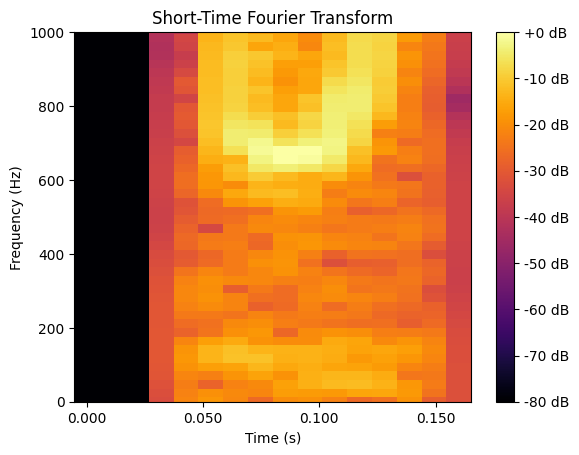 Short-Time Fourier Transform
1000
800
600
400
200
0
Frequency (Hz)
0.000
0.050
0.100
0.150
Time (s)
+0 dB
-10 dB
-20 dB
-30 dB
-40 dB
-50 dB
-60 dB
-70 dB
-80 dB